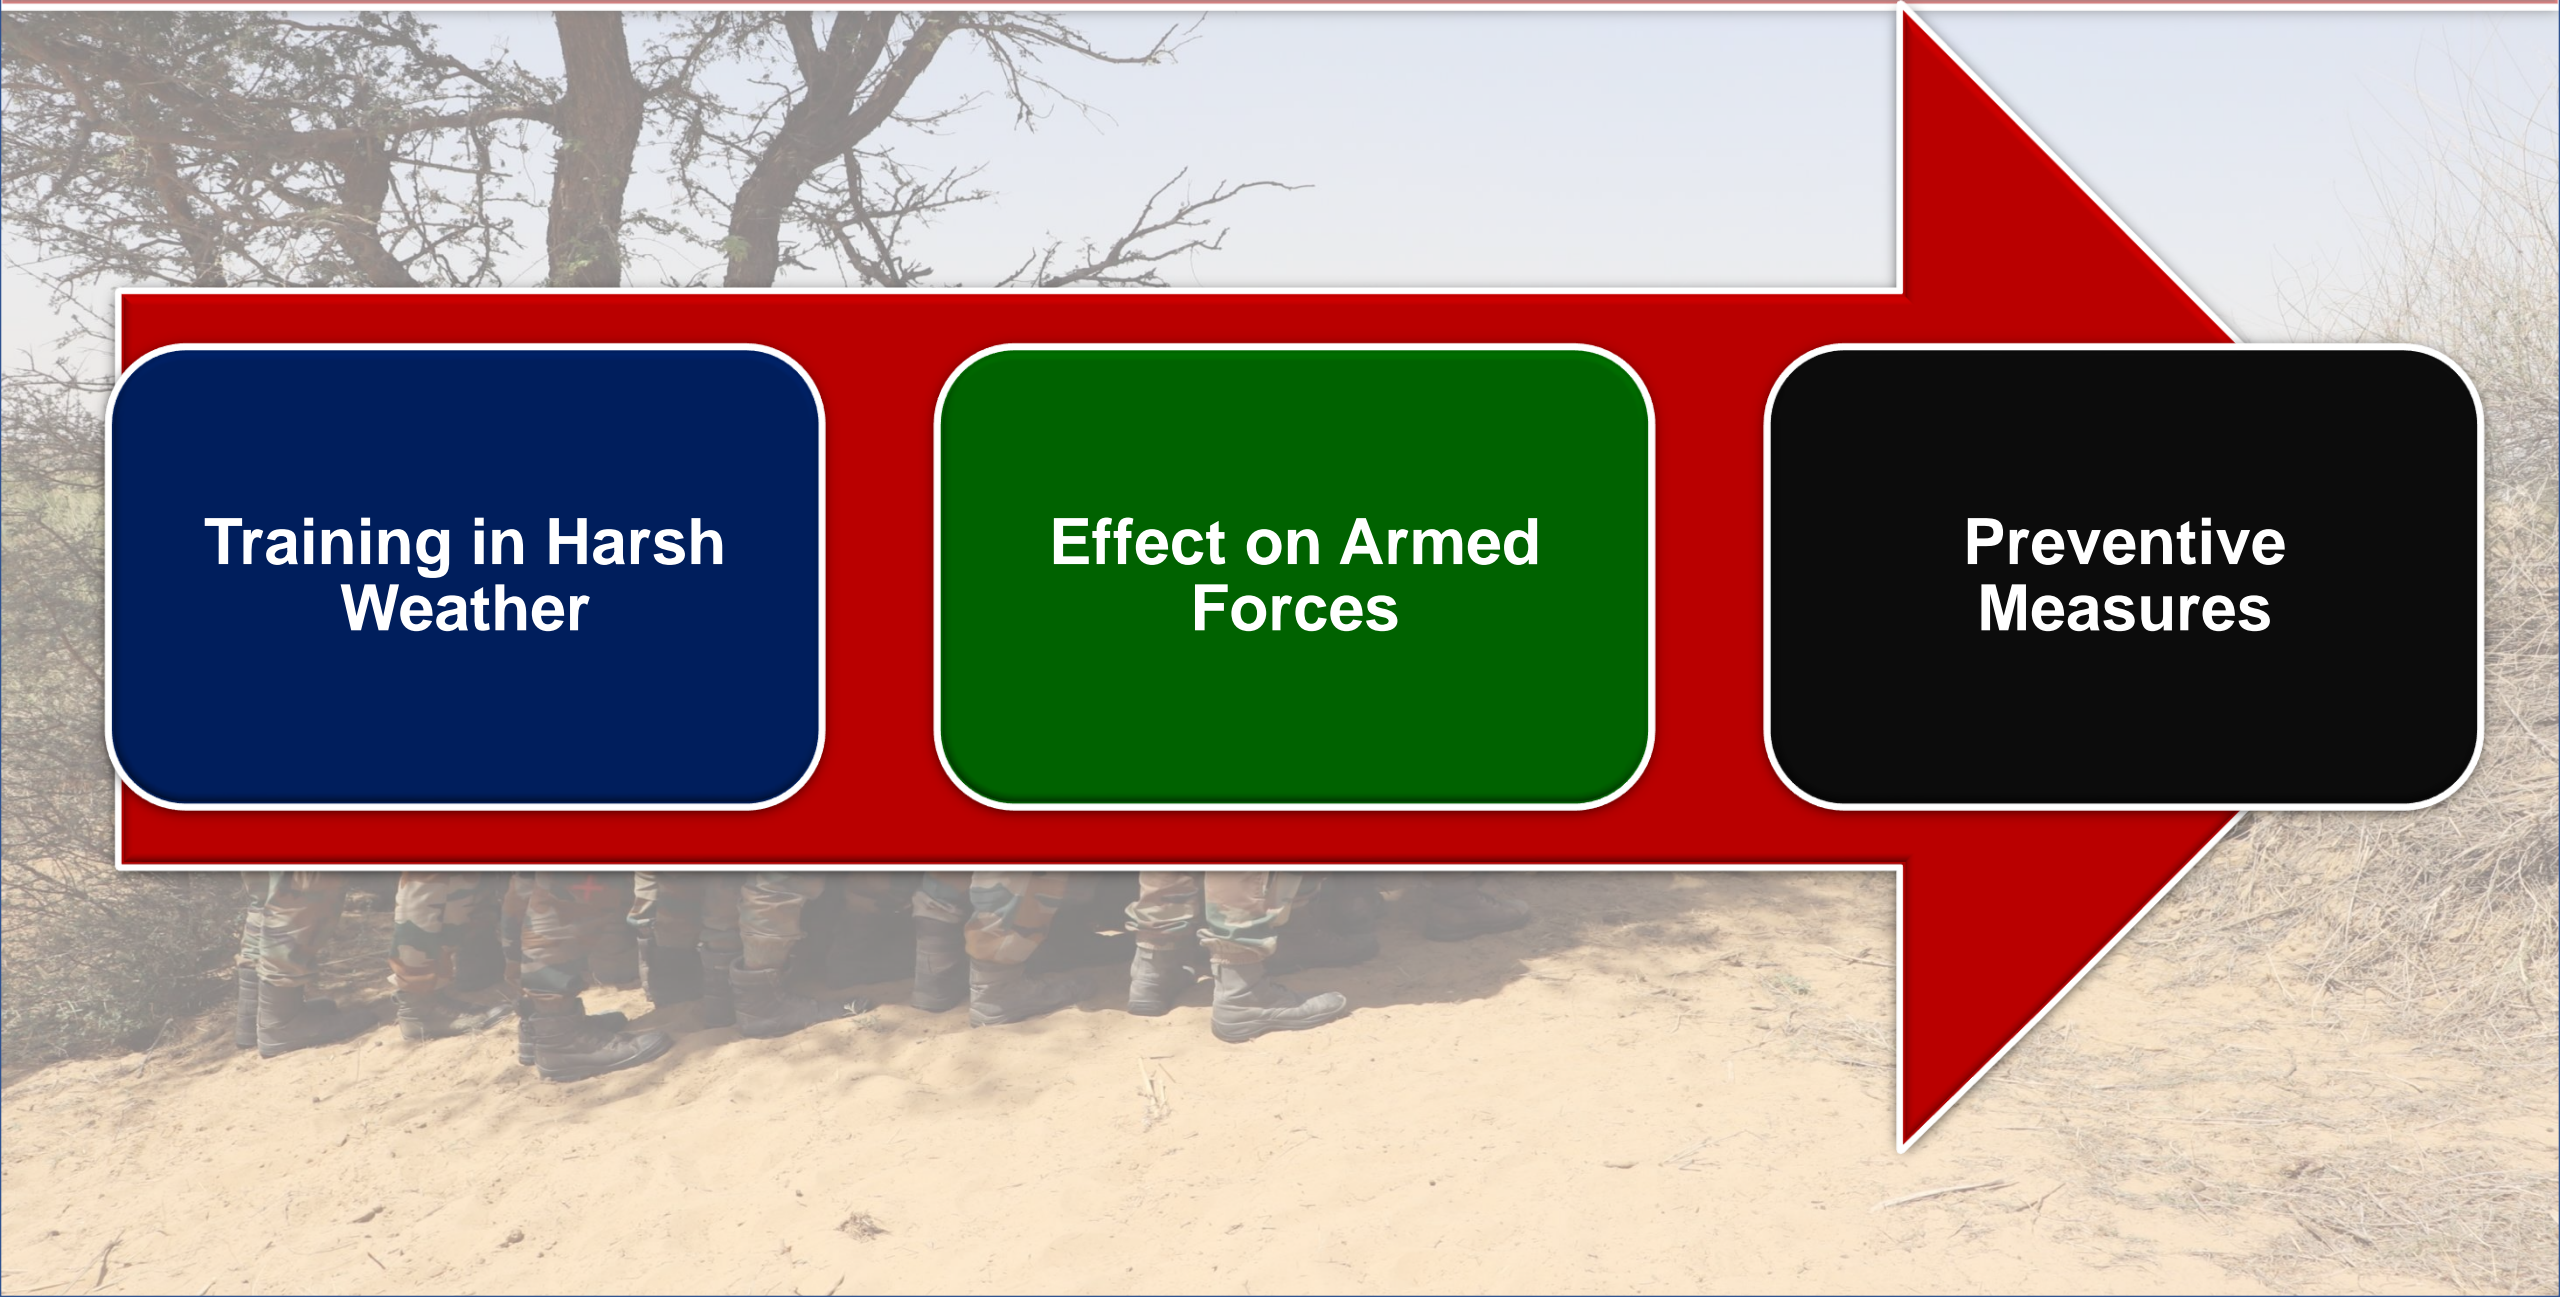 Training in Harsh
Weather
Effect on Armed
Forces
Preventive
Measures